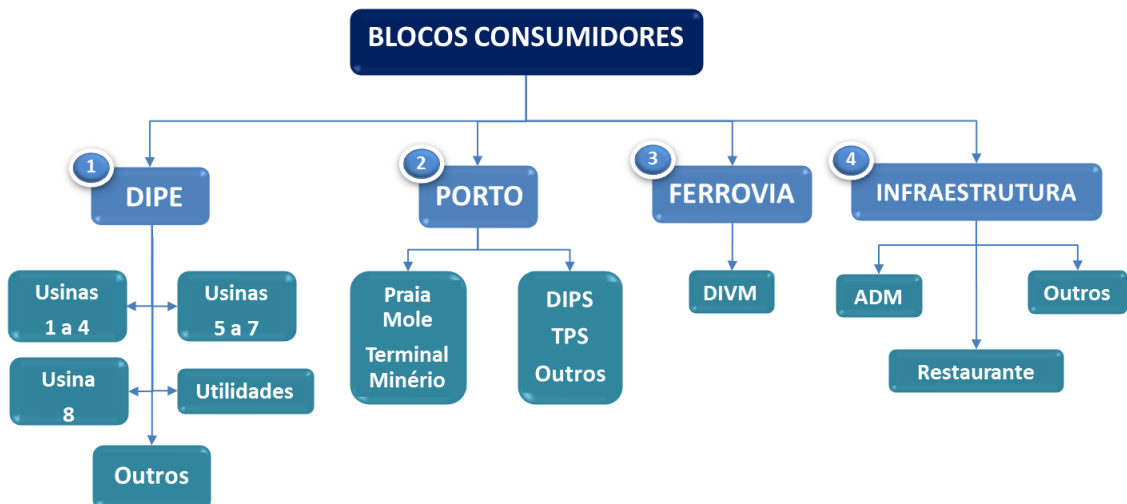 BLOCOS CONSUMIDORES
1
DIPE
2
PORTO
3
FERROVIA
4
INFRAESTRUTURA
Usinas
1 a 4
Usinas
5 a 7
Usina
8
Utilidades
Outros
Praia
Mole
Terminal
Minério
DIPS
TPS
Outros
DIVM
ADM
Outros
Restaurante